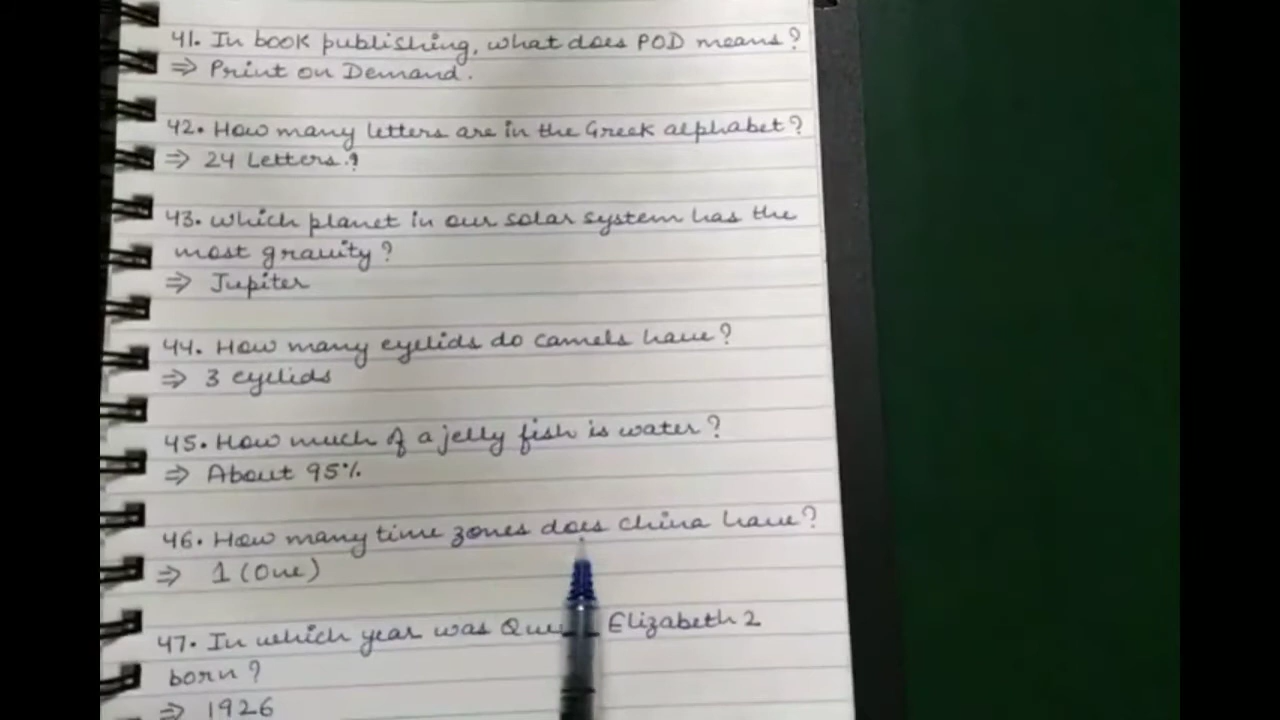 41. In book publishing, what does POD means?
⇒ Print on Demand.
42. How many letters are in the Greek alphabet?
⇒ 24 Letters.?
43. which planet in our solar system has the
most gravity?
⇒ Jupiter
44. How many eyelids do camels have?
⇒ 3 eyelids
45. How much of a jelly fish is water?
⇒ About 95%
46. How many time zones does China have?
⇒ 1 (One)
47. In which year was Elizabeth 2
born?
⇒ 1926